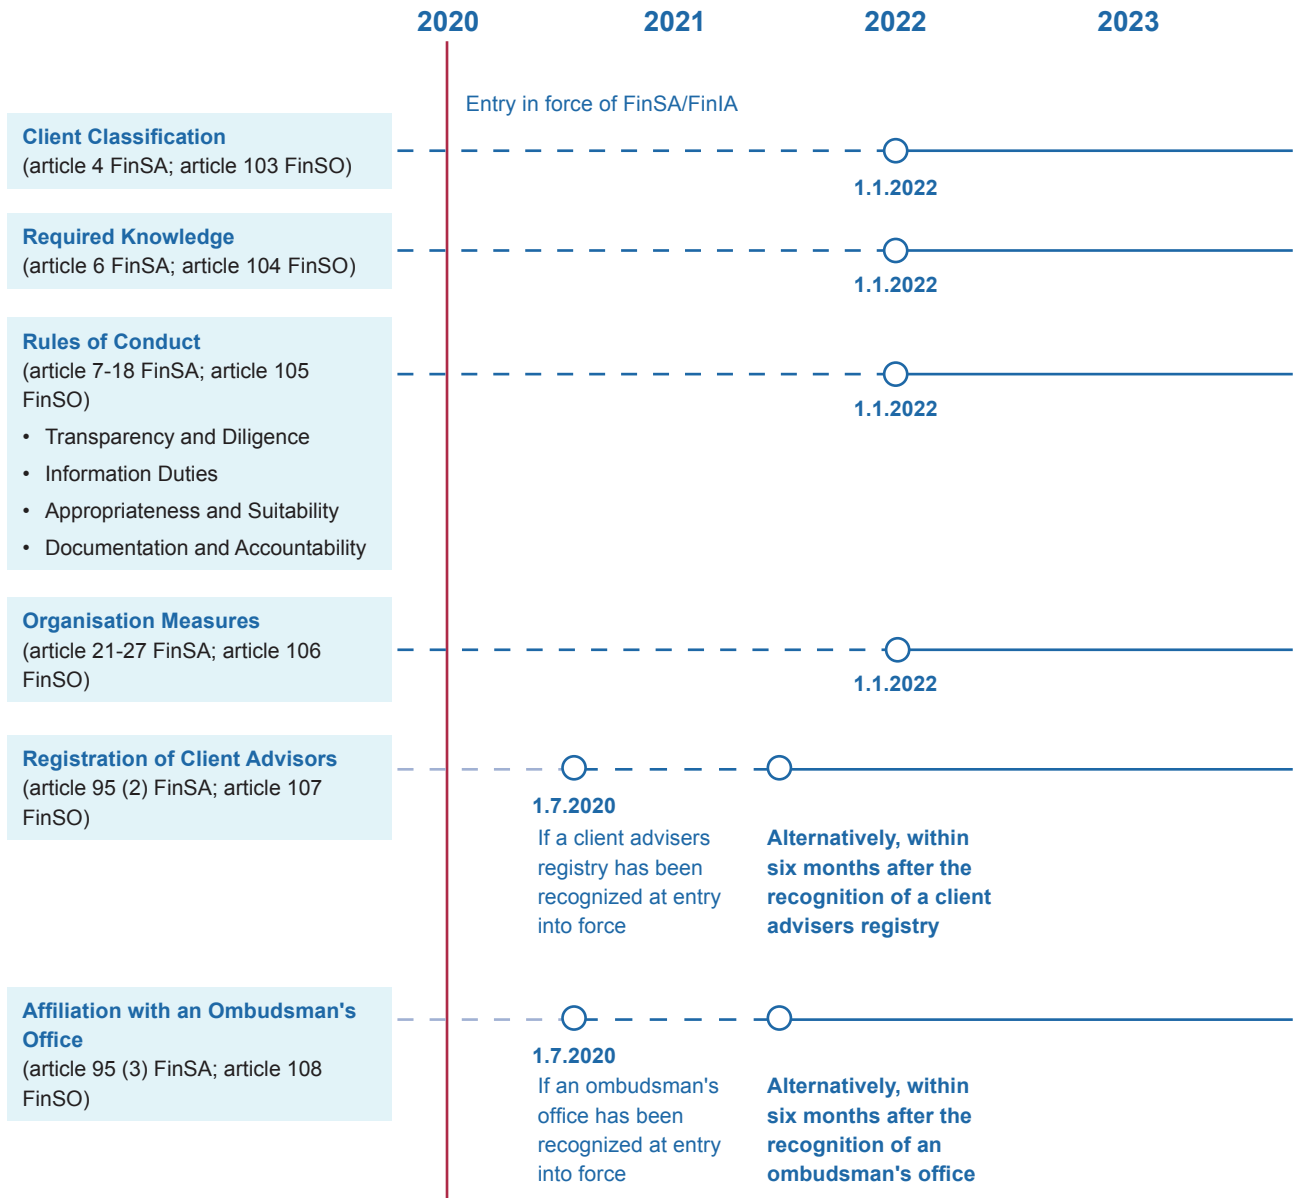 2020 2021 2022 2023
Entry in force of FinSA/FinIA
Client Classification
(article 4 FinSA; article 103 FinSO)
1.1.2022
Required Knowledge
(article 6 FinSA; article 104 FinSO)
1.1.2022
Rules of Conduct
(article 7-18 FinSA; article 105
FinSO)
• Transparency and Diligence
• Information Duties
• Appropriateness and Suitability
• Documentation and Accountability
1.1.2022
Organisation Measures
(article 21-27 FinSA; article 106
FinSO)
1.1.2022
Registration of Client Advisors
(article 95 (2) FinSA; article 107
FinSO)
1.7.2020
If a client advisers
registry has been
recognized at entry
into force
Alternatively, within
six months after the
recognition of a client
advisers registry
Affiliation with an Ombudsman's
Office
(article 95 (3) FinSA; article 108
FinSO)
1.7.2020
If an ombudsman's
office has been
recognized at entry
into force
Alternatively, within
six months after the
recognition of an
ombudsman's office